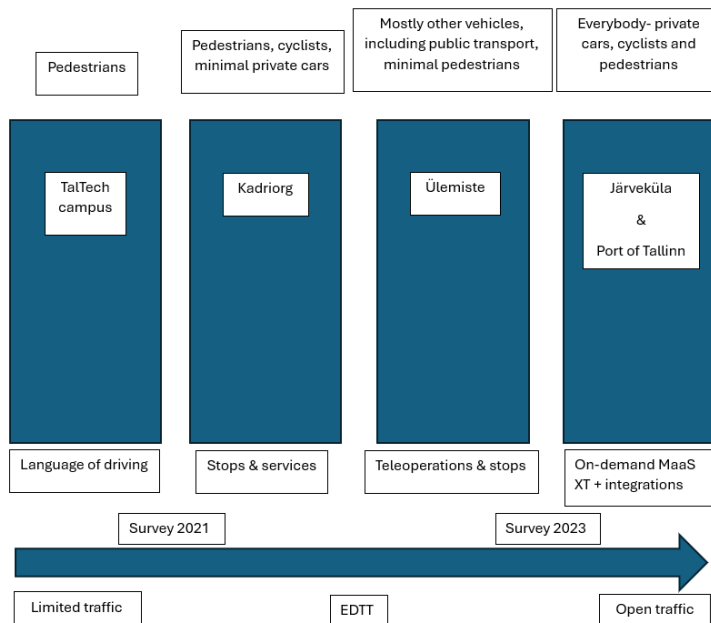 Pedestrians
Pedestrians, cyclists,
minimal private cars
Mostly other vehicles,
including public transport,
minimal pedestrians
Everybody- private
cars, cyclists and
pedestrians
TalTech
campus
Kadriorg
Ülemiste
Järveküla
&
Port of Tallinn
Language of driving
Stops & services
Teleoperations & stops
On-demand MaaS
XT + integrations
Survey 2021
Survey 2023
Limited traffic
EDTT
Open traffic